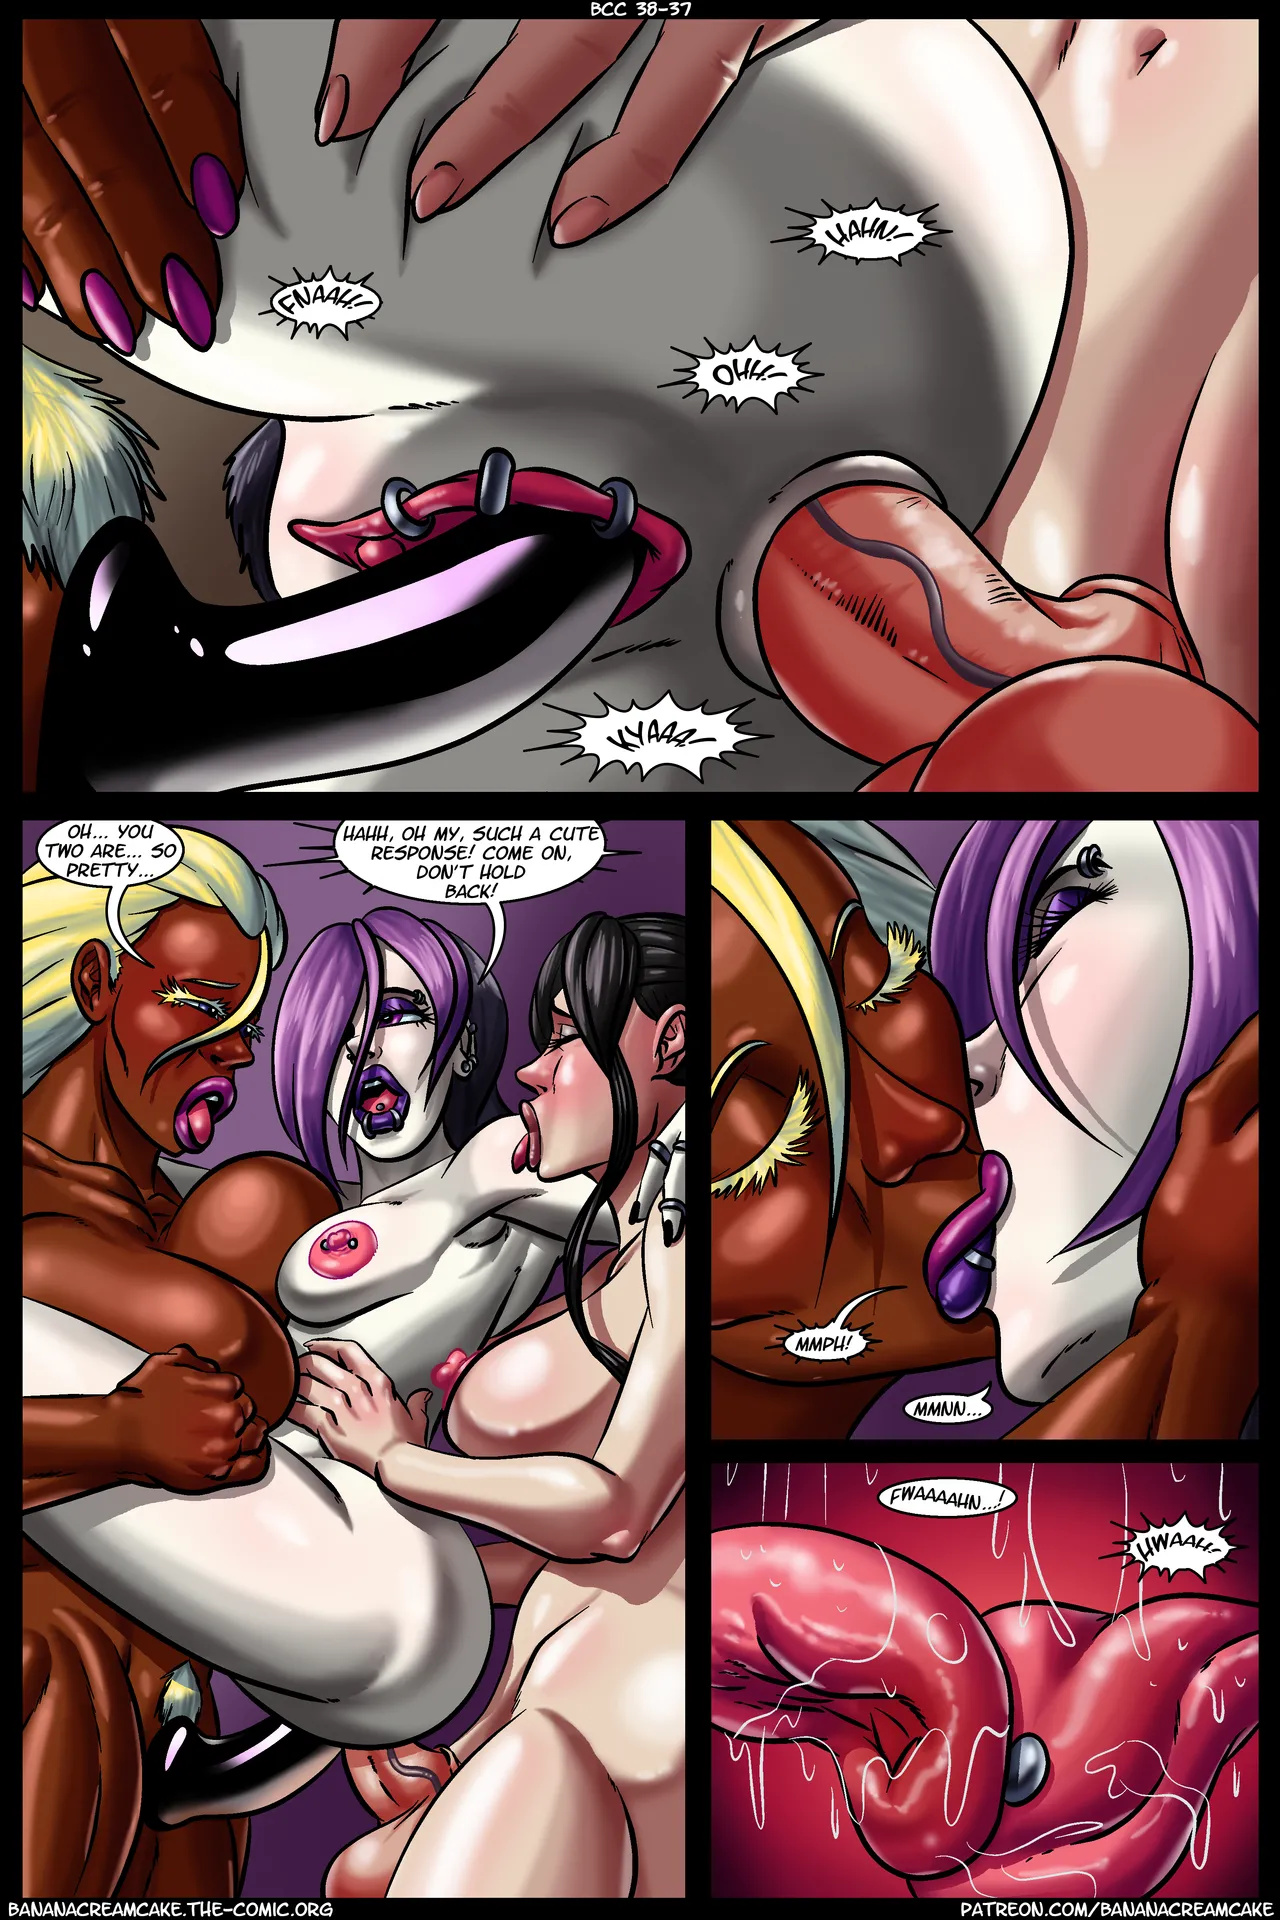 BCC 38-37
HAHN!
FNAAH!
OHH!
KYAAA!
OH... YOU
TWO ARE... SO
PRETTY...
HAHH, OH MY, SUCH A CUTE
RESPONSE! COME ON,
DON'T HOLD
BACK!
MMPH!
MMNN...
FWAAAAHN...!
HWAAH!
BANANACREAMCAKE.THE-COMIC.ORG
PATREON.COM/BANANACREAMCAKE